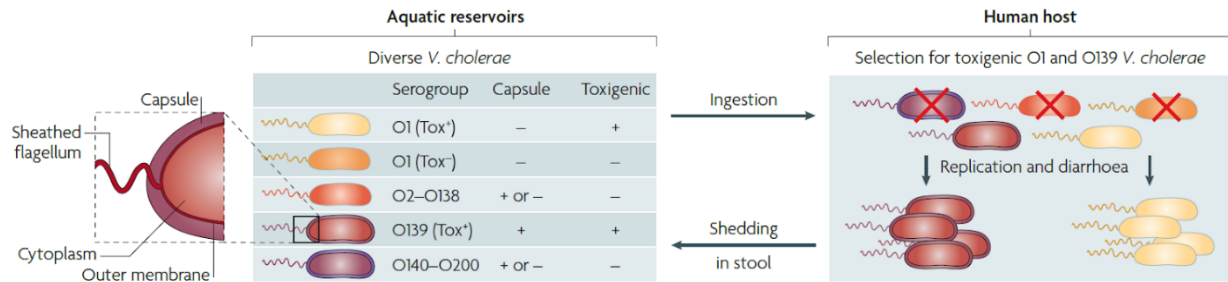 Aquatic reservoirs
Human host
Diverse V. cholerae
Selection for toxigenic O1 and O139 V. cholerae
Capsule
Sheathed
flagellum
Cytoplasm
Outer membrane
Serogroup Capsule Toxigenic
O1 (Tox⁺) – +
O1 (Tox⁻) – –
O2–O138 + or – –
O139 (Tox⁺) + +
O140–O200 + or – –
Ingestion
Shedding
in stool
Replication and diarrhoea